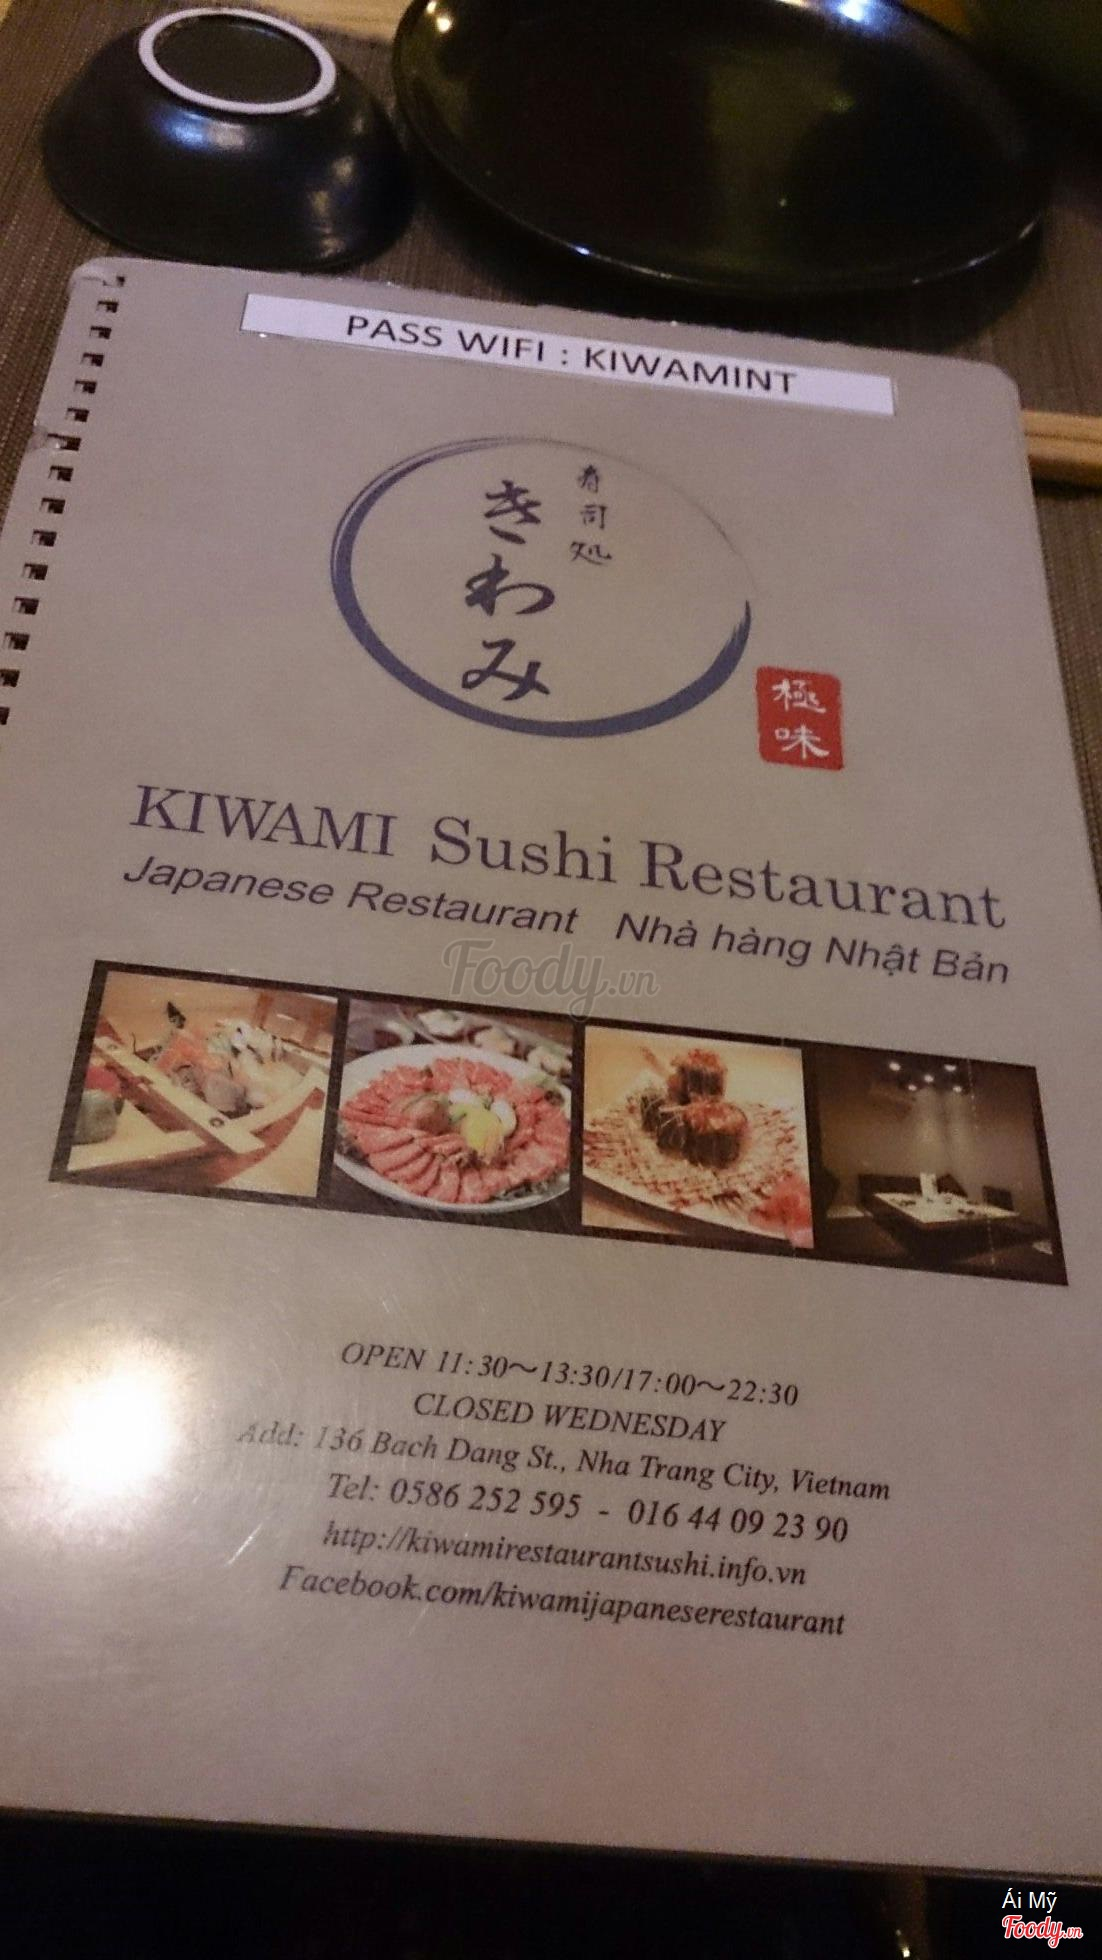 PASS WIFI : KIWAMINT
寿司処
きわみ
極味
KIWAMI Sushi Restaurant
Japanese Restaurant Nhà hàng Nhật Bản
Foody.vn
OPEN 11:30～13:30/17:00～22:30
CLOSED WEDNESDAY
Add: 136 Bach Dang St., Nha Trang City, Vietnam
Tel: 0586 252 595 - 016 44 09 23 90
http://kiwamirestaurantsushi.info.vn
Facebook.com/kiwamijapaneserestaurant
Ái Mỹ
Foody.vn